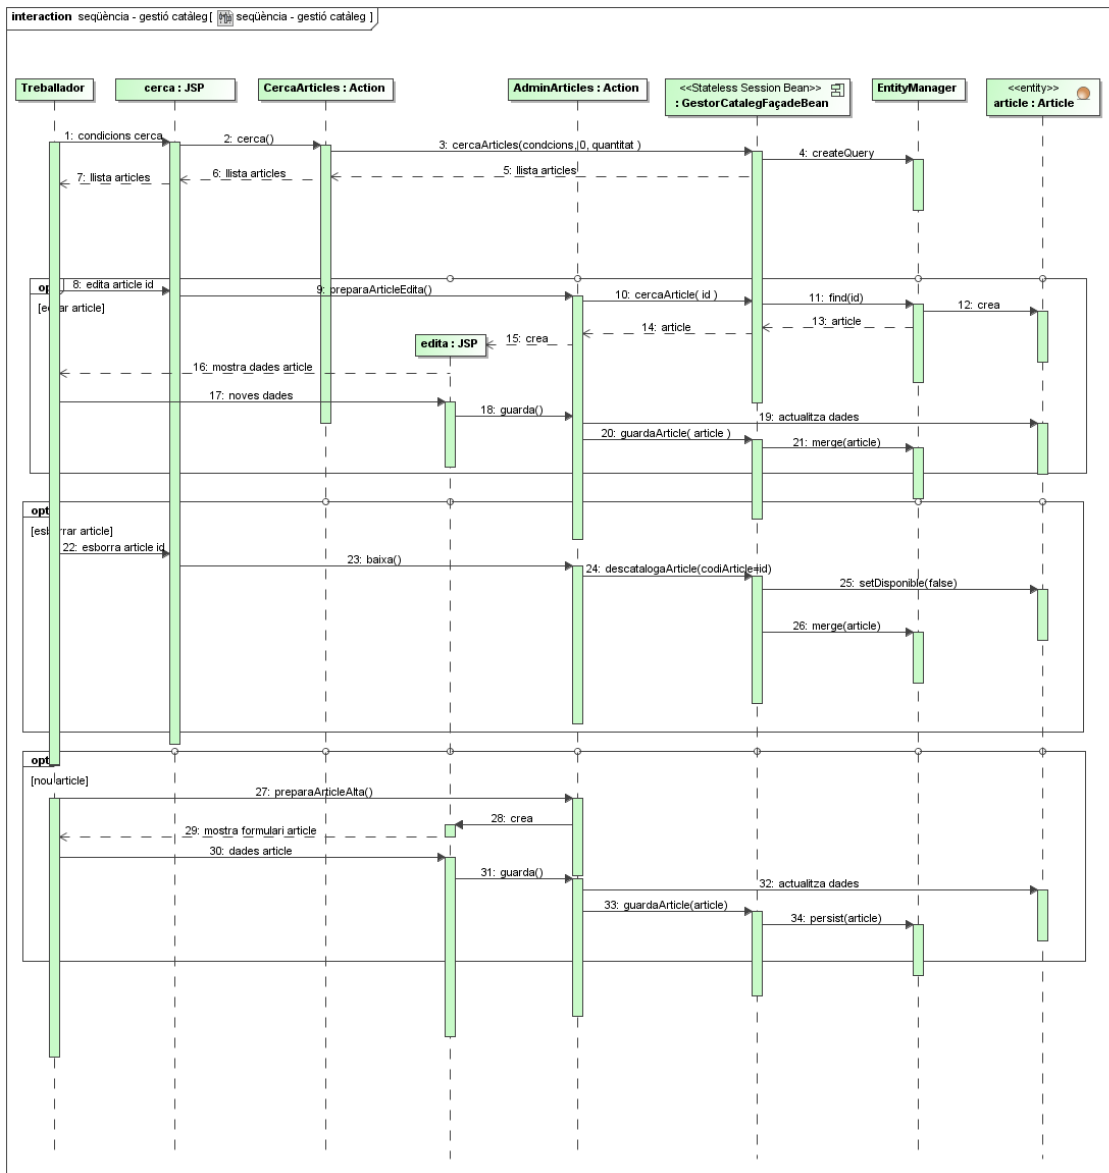 interaction seqüència - gestió catàleg[ seqüència - gestió catàleg ]
Treballador
cerca : JSP
CercaArticles : Action
AdminArticles : Action
<<Stateless Session Bean>>
: GestorCatalegFaçadeBean
EntityManager
<<entity>>
article : Article
1: condicions cerca
2: cerca()
3: cercaArticles(condcions, 0, quantitat )
4: createQuery
5: llista articles
6: llista articles
7: llista articles
8: edita article id
9: preparaArticleEdita()
10: cercaArticle( id )
11: find(id)
12: crea
13: article
14: article
15: crea
edita : JSP
16: mostra dades article
17: noves dades
18: guarda()
19: actualitza dades
20: guardaArticle( article )
21: merge(article)
opt
22: esborra article id
23: baixa()
24: descatalogaArticle(codiArticle=id)
25: setDisponible(false)
26: merge(article)
opt
[nou article]
27: preparaArticleAlta()
28: crea
29: mostra formulari article
30: dades article
31: guarda()
32: actualitza dades
33: guardaArticle(article)
34: persist(article)